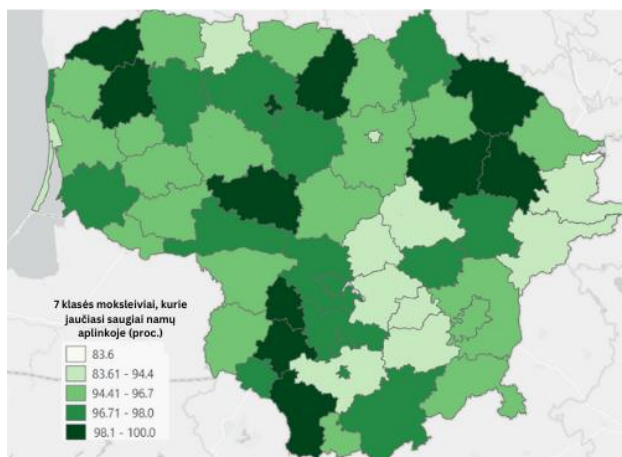 7 klasės moksleiviai, kurie
jaučiasi saugiai namų
aplinkoje (proc.)
83.6
83.61 - 94.4
94.41 - 96.7
96.71 - 98.0
98.1 - 100.0